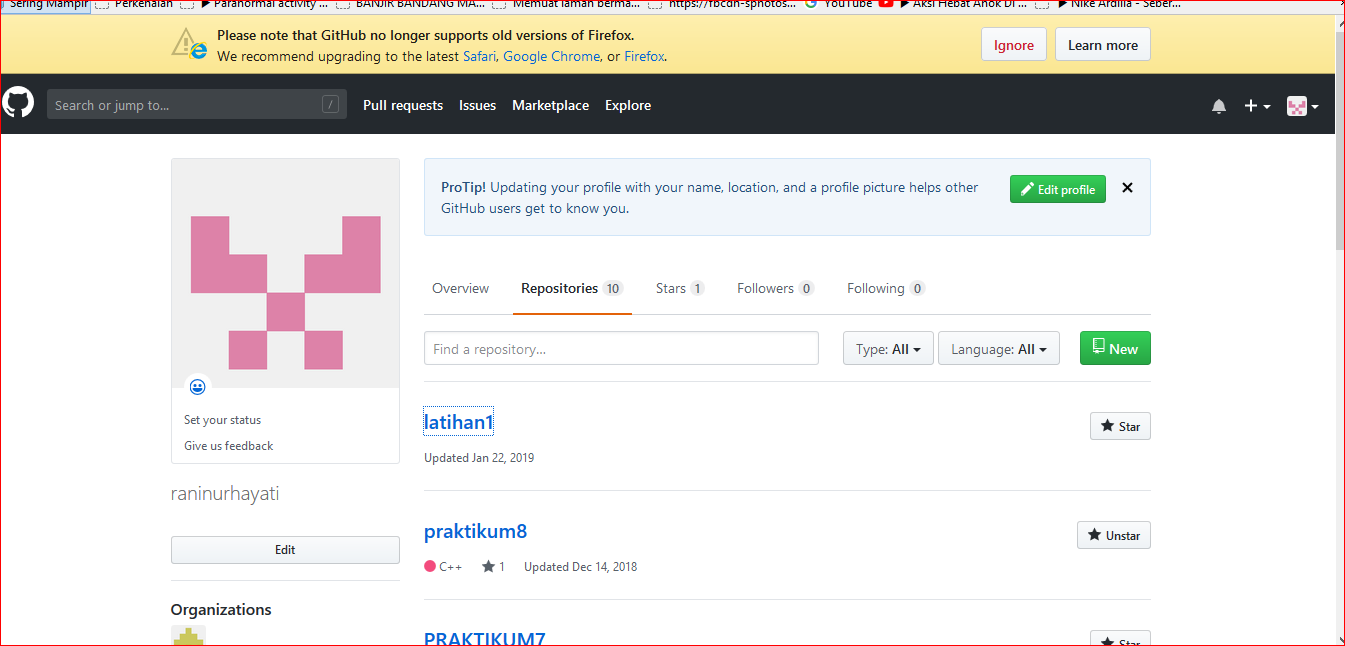 Sering Mampir Perkenalan Paranormal activity ... BANJIR BANDANG MA... Memuat laman berma... https://fbcdn-sphotos... YouTube Aksi Hebat Ahok Di ... Nike Ardilla - Seber...
Please note that GitHub no longer supports old versions of Firefox.
We recommend upgrading to the latest Safari, Google Chrome, or Firefox.
Ignore Learn more
Search or jump to... / Pull requests Issues Marketplace Explore
ProTip! Updating your profile with your name, location, and a profile picture helps other
GitHub users get to know you.
Edit profile
Overview Repositories 10 Stars 1 Followers 0 Following 0
Find a repository... Type: All Language: All New
Set your status
Give us feedback
raninurhayati
Edit
Organizations
latihan1
Star
Updated Jan 22, 2019
praktikum8
Unstar
C++ 1 Updated Dec 14, 2018
PRAKTIKUM7
Star